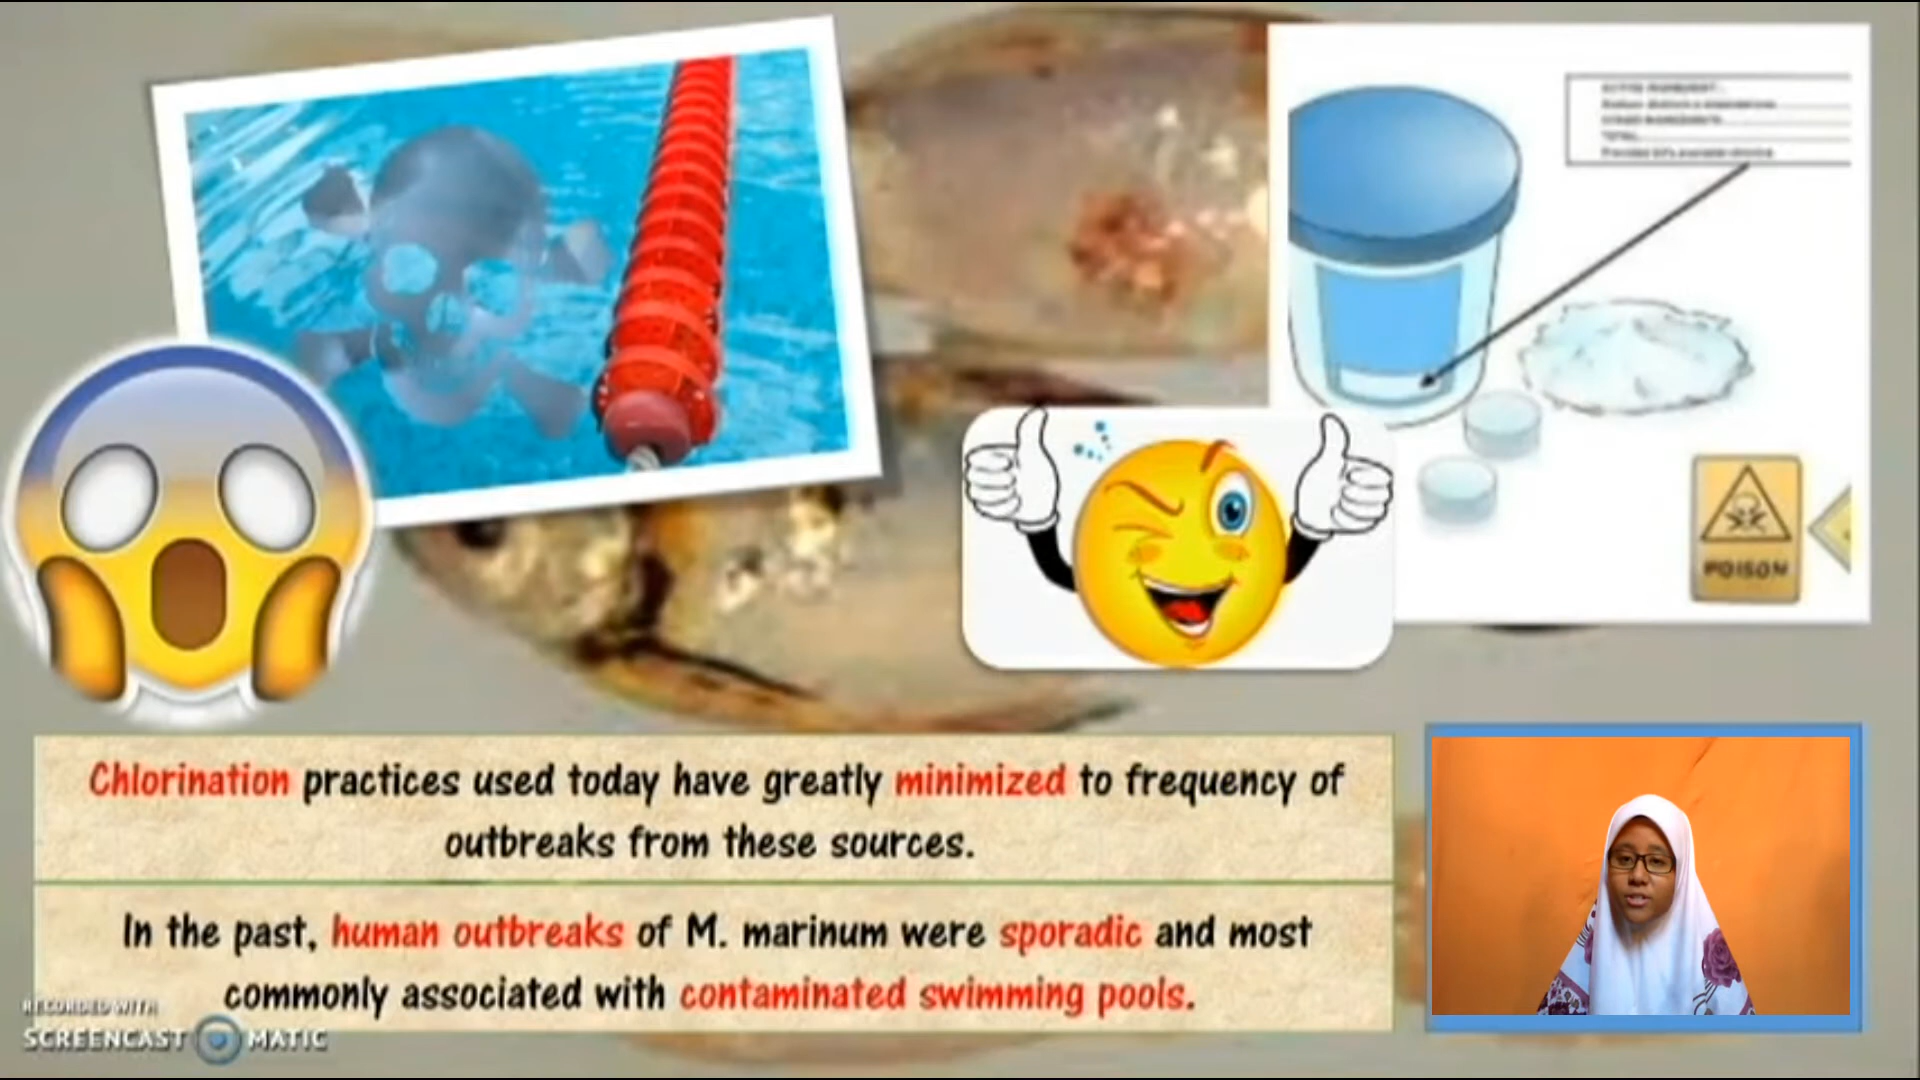 POISON
Chlorination practices used today have greatly minimized to frequency of
outbreaks from these sources.
In the past, human outbreaks of M. marinum were sporadic and most
commonly associated with contaminated swimming pools.
RECORDED WITH
SCREENCAST MATIC